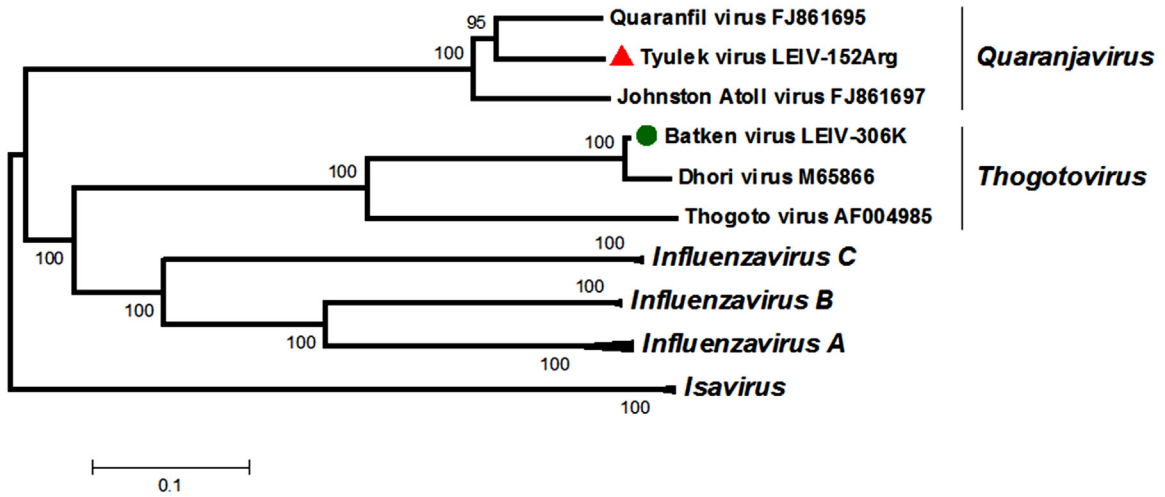 95
Quaranfil virus FJ861695
100
Tyulek virus LEIV-152Arg
Quaranjavirus
Johnston Atoll virus FJ861697
100
Batken virus LEIV-306K
100
Dhori virus M65866
Thogotovirus
Thogoto virus AF004985
100
100
Influenzavirus C
100
100
Influenzavirus B
100
100
Influenzavirus A
Isavirus
100
0.1